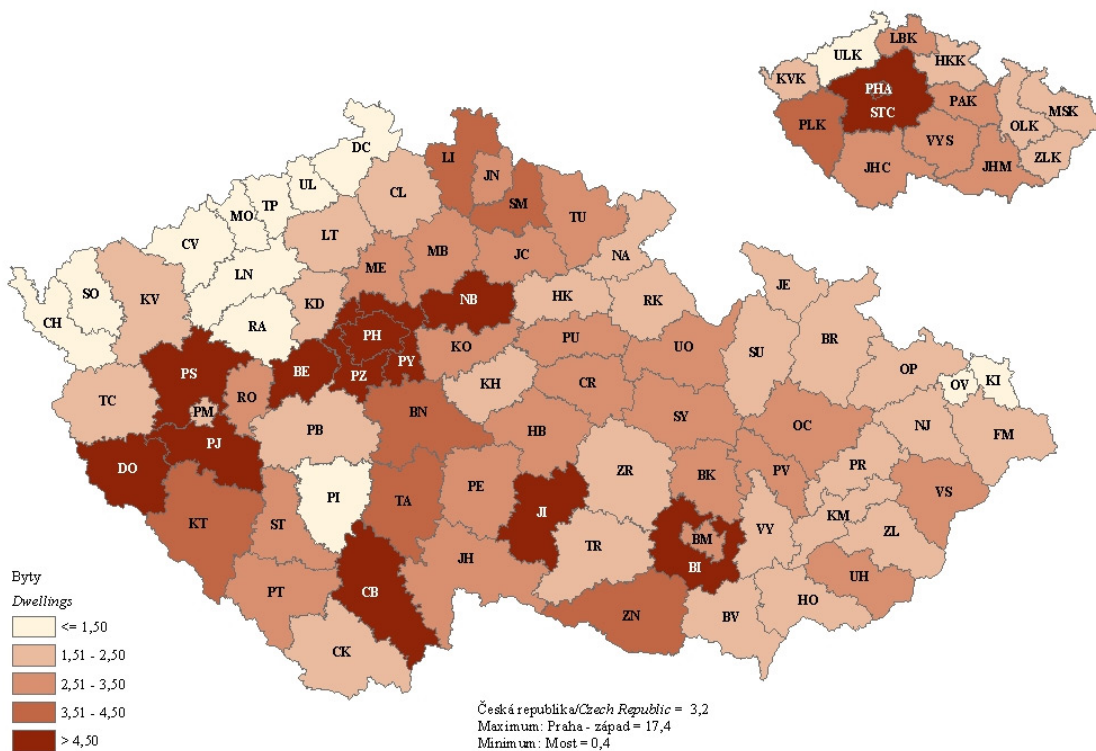 LBK
ULK
HKK
KVK
PHA
PAK
STC
MSK
PLK
OLK
VYS
ZLK
JHC
JHM
DC
LI
JN
UL
CL
SM
TP
MO
TU
LT
CV
MB
JC
NA
ME
LN
JE
SO
KV
KD
NB
HK
RK
CH
RA
PH
BR
PU
KO
UO
SU
PY
OP
PS
BE
PZ
KH
CR
OV
KI
TC
RO
PM
BN
SY
OC
NJ
FM
PB
HB
PJ
DO
ZR
PR
BK
PV
VS
PE
PI
TA
JI
KM
KT
ST
VY
ZL
BM
TR
BI
JH
UH
PT
CB
HO
ZN
BV
CK
Byty
Dwellings
<= 1,50
1,51 - 2,50
2,51 - 3,50
3,51 - 4,50
> 4,50
Česká republika/Czech Republic = 3,2
Maximum: Praha - západ = 17,4
Minimum: Most = 0,4